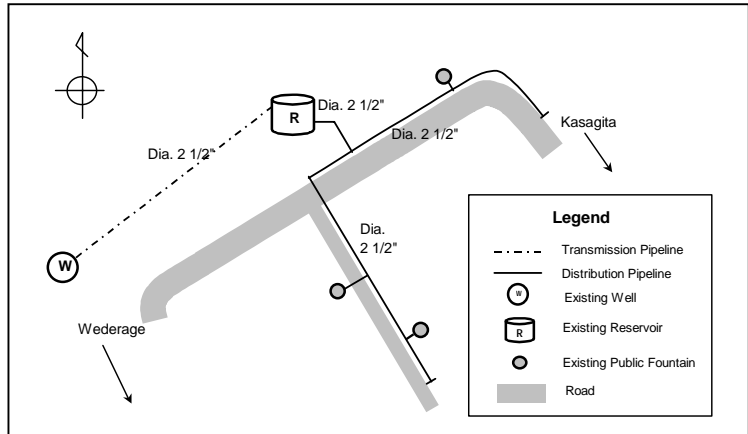 R
Dia. 2 1/2"
Dia. 2 1/2"
Kasagita
Dia. 2 1/2"
Dia.
2 1/2"
W
Wederage
Legend
Transmission Pipeline
Distribution Pipeline
W
Existing Well
R
Existing Reservoir
Existing Public Fountain
Road